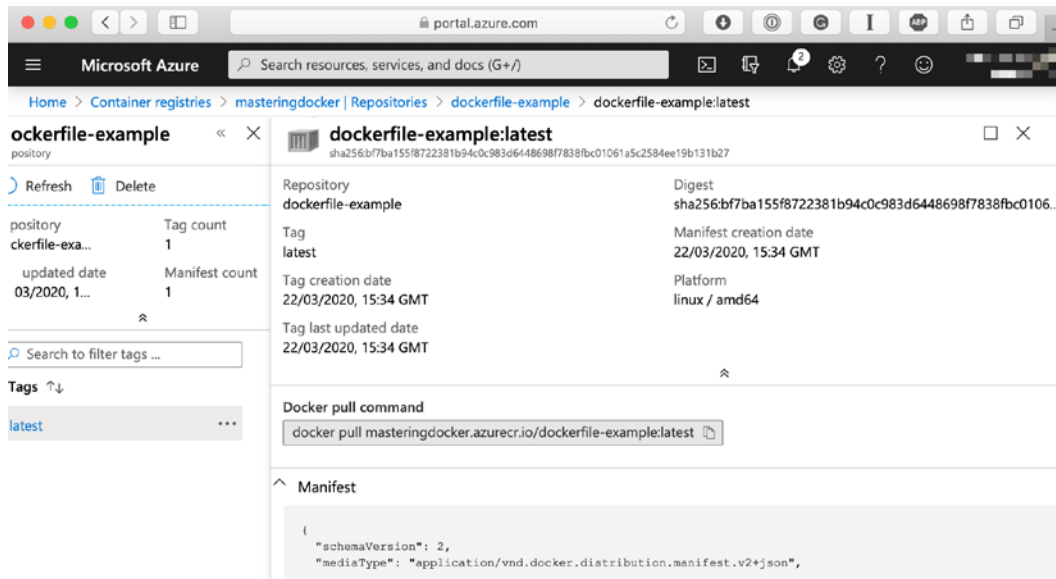 portal.azure.com
ABP
Microsoft Azure
Search resources, services, and docs (G+/)
2
Home > Container registries > masteringdocker | Repositories > dockerfile-example > dockerfile-example:latest
ockerfile-example
pository
Refresh Delete
pository Tag count
ckerfile-exa... 1
updated date Manifest count
03/2020, 1... 1
Search to filter tags ...
Tags
latest ...
dockerfile-example:latest
sha256:bf7ba155f8722381b94c0c983d6448698f7838fbc01061a5c2584ee19b131b27
Repository
dockerfile-example
Tag
latest
Tag creation date
22/03/2020, 15:34 GMT
Tag last updated date
22/03/2020, 15:34 GMT
Digest
sha256:bf7ba155f8722381b94c0c983d6448698f7838fbc0106...
Manifest creation date
22/03/2020, 15:34 GMT
Platform
linux / amd64
Docker pull command
docker pull masteringdocker.azurecr.io/dockerfile-example:latest
Manifest
{
"schemaVersion": 2,
"mediaType": "application/vnd.docker.distribution.manifest.v2+json",